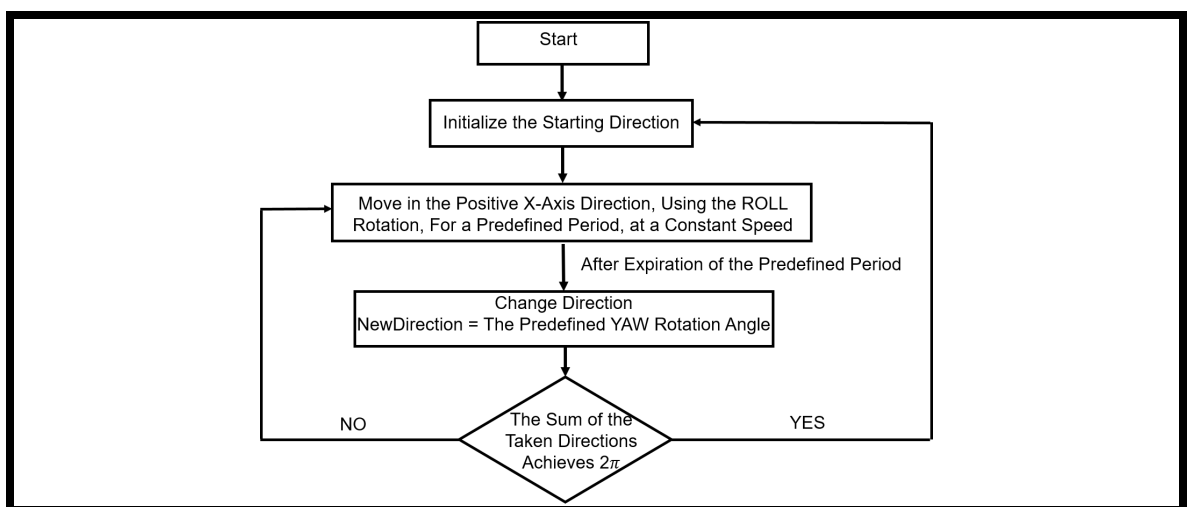 Start
Initialize the Starting Direction
Move in the Positive X-Axis Direction, Using the ROLL
Rotation, For a Predefined Period, at a Constant Speed
After Expiration of the Predefined Period
Change Direction
NewDirection = The Predefined YAW Rotation Angle
The Sum of the
Taken Directions
Achieves 2π
NO
YES